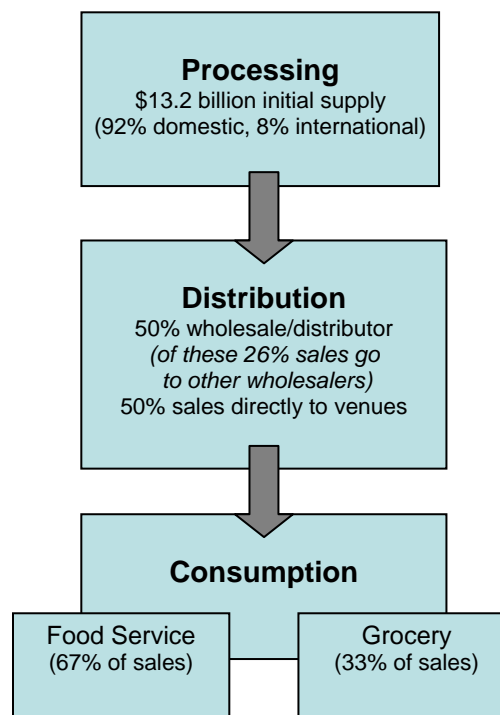 Processing
$13.2 billion initial supply
(92% domestic, 8% international)
Distribution
50% wholesale/distributor
(of these 26% sales go
to other wholesalers)
50% sales directly to venues
Consumption
Food Service
(67% of sales)
Grocery
(33% of sales)